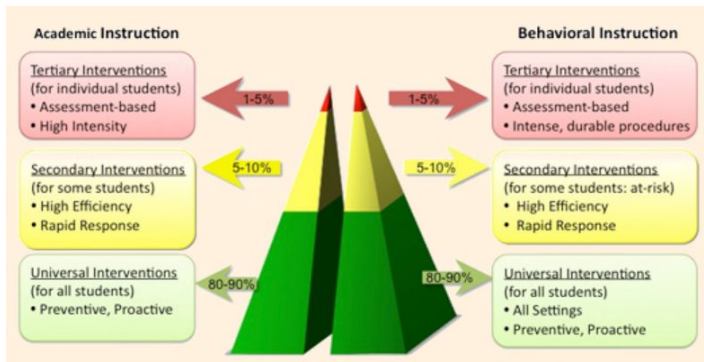 Academic Instruction
Tertiary Interventions
(for individual students)
• Assessment-based
• High Intensity
1-5%
Secondary Interventions
(for some students)
• High Efficiency
• Rapid Response
5-10%
Universal Interventions
(for all students)
• Preventive, Proactive
80-90%
Behavioral Instruction
1-5%
Tertiary Interventions
(for individual students)
• Assessment-based
• Intense, durable procedures
5-10%
Secondary Interventions
(for some students: at-risk)
• High Efficiency
• Rapid Response
80-90%
Universal Interventions
(for all students)
• All Settings
• Preventive, Proactive